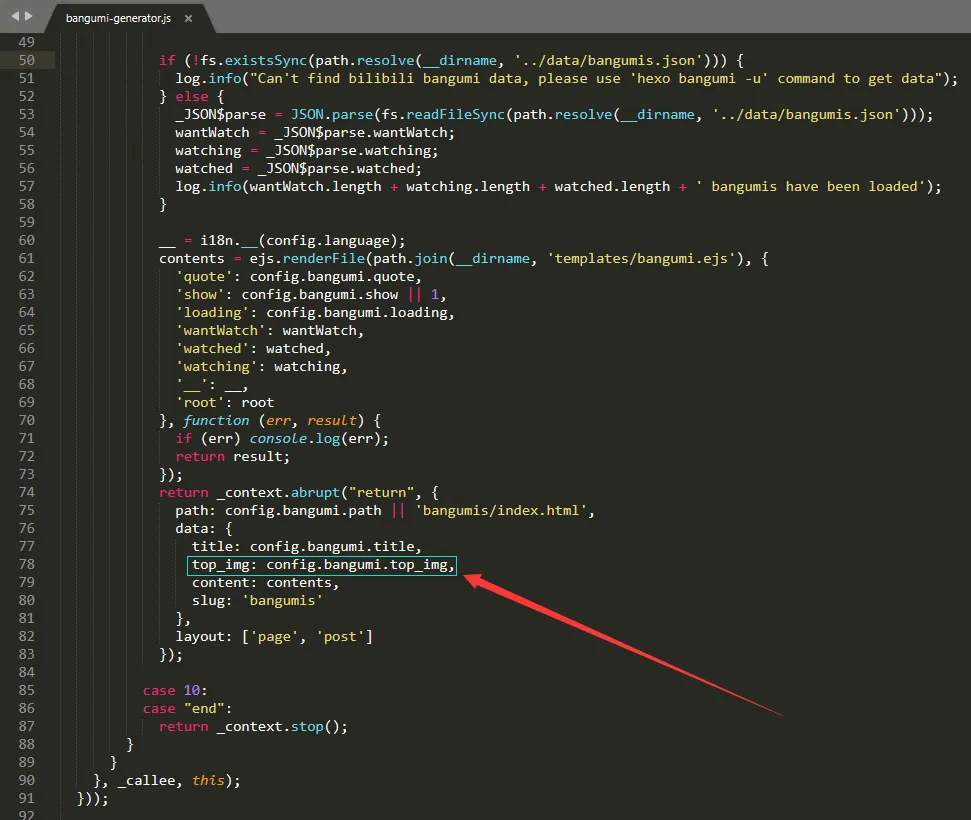 bangumi-generator.js ×
49
50 if (!fs.existsSync(path.resolve(__dirname, '../data/bangumis.json'))) {
51 log.info("Can't find bilibili bangumi data, please use 'hexo bangumi -u' command to get data");
52 } else {
53 _JSON$parse = JSON.parse(fs.readFileSync(path.resolve(__dirname, '../data/bangumis.json')));
54 wantWatch = _JSON$parse.wantWatch;
55 watching = _JSON$parse.watching;
56 watched = _JSON$parse.watched;
57 log.info(wantWatch.length + watching.length + watched.length + ' bangumis have been loaded');
58 }
59
60 __ = i18n.__(config.language);
61 contents = ejs.renderFile(path.join(__dirname, 'templates/bangumi.ejs'), {
62 'quote': config.bangumi.quote,
63 'show': config.bangumi.show || 1,
64 'loading': config.bangumi.loading,
65 'wantWatch': wantWatch,
66 'watched': watched,
67 'watching': watching,
68 '__': __,
69 'root': root
70 }, function (err, result) {
71 if (err) console.log(err);
72 return result;
73 });
74 return _context.abrupt("return", {
75 path: config.bangumi.path || 'bangumis/index.html',
76 data: {
77 title: config.bangumi.title,
78 top_img: config.bangumi.top_img,
79 content: contents,
80 slug: 'bangumis'
81 },
82 layout: ['page', 'post']
83 });
84
85 case 10:
86 case "end":
87 return _context.stop();
88 }
89 }
90 }, _callee, this);
91 }));
92